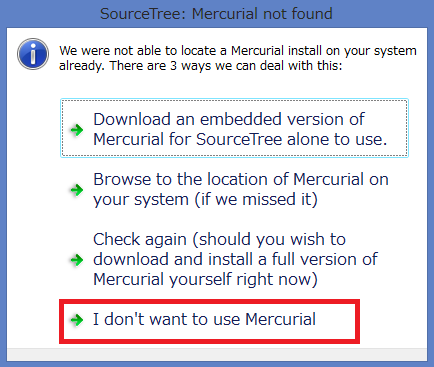 SourceTree: Mercurial not found
We were not able to locate a Mercurial install on your system
already. There are 3 ways we can deal with this:
Download an embedded version of
Mercurial for SourceTree alone to use.
Browse to the location of Mercurial on
your system (if we missed it)
Check again (should you wish to
download and install a full version of
Mercurial yourself right now)
I don't want to use Mercurial